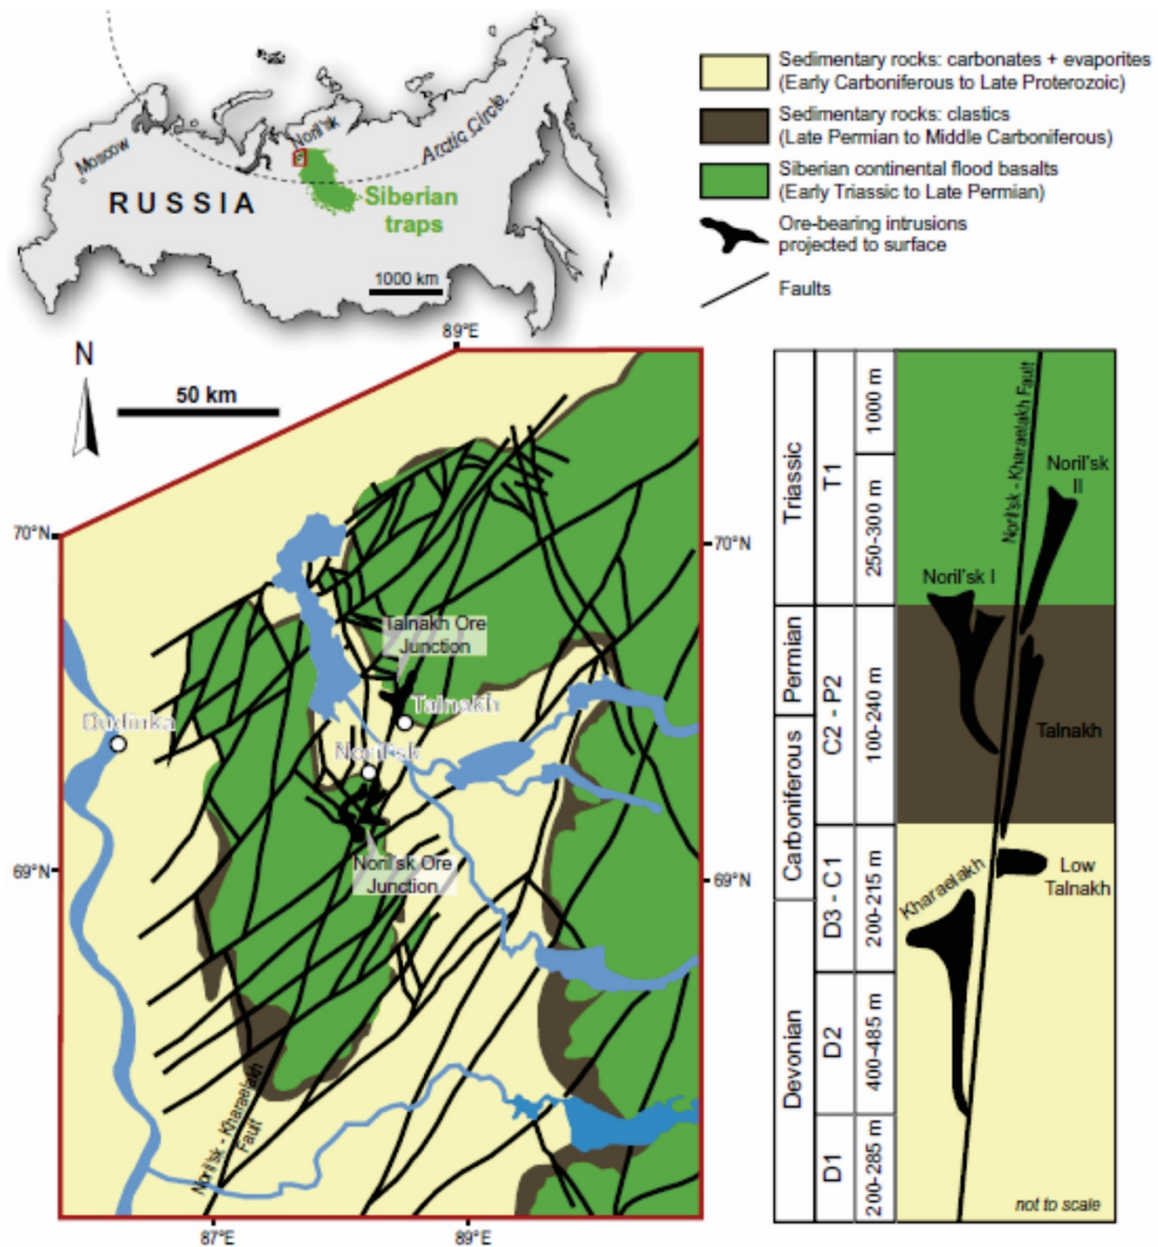 Noril'sk
Moscow
Arctic Circle
RUSSIA
Siberian
traps
1000 km
Sedimentary rocks: carbonates + evaporites
(Early Carboniferous to Late Proterozoic)
Sedimentary rocks: clastics
(Late Permian to Middle Carboniferous)
Siberian continental flood basalts
(Early Triassic to Late Permian)
Ore-bearing intrusions
projected to surface
Faults
N
50 km
89°E
70°N
70°N
Talnakh Ore
Junction
Talnakh
Dudinka
Noril'sk
69°N
69°N
Noril'sk Ore
Junction
Noril'sk - Kharaelakh
Fault
87°E
89°E
Triassic
T1
1000 m
250-300 m
Noril'sk - Kharaelakh Fault
Noril'sk
II
Noril'sk I
Permian
Carboniferous
C2 - P2
100-240 m
Talnakh
D3 - C1
200-215 m
Kharaelakh
Low
Talnakh
Devonian
D2
400-485 m
D1
200-285 m
not to scale